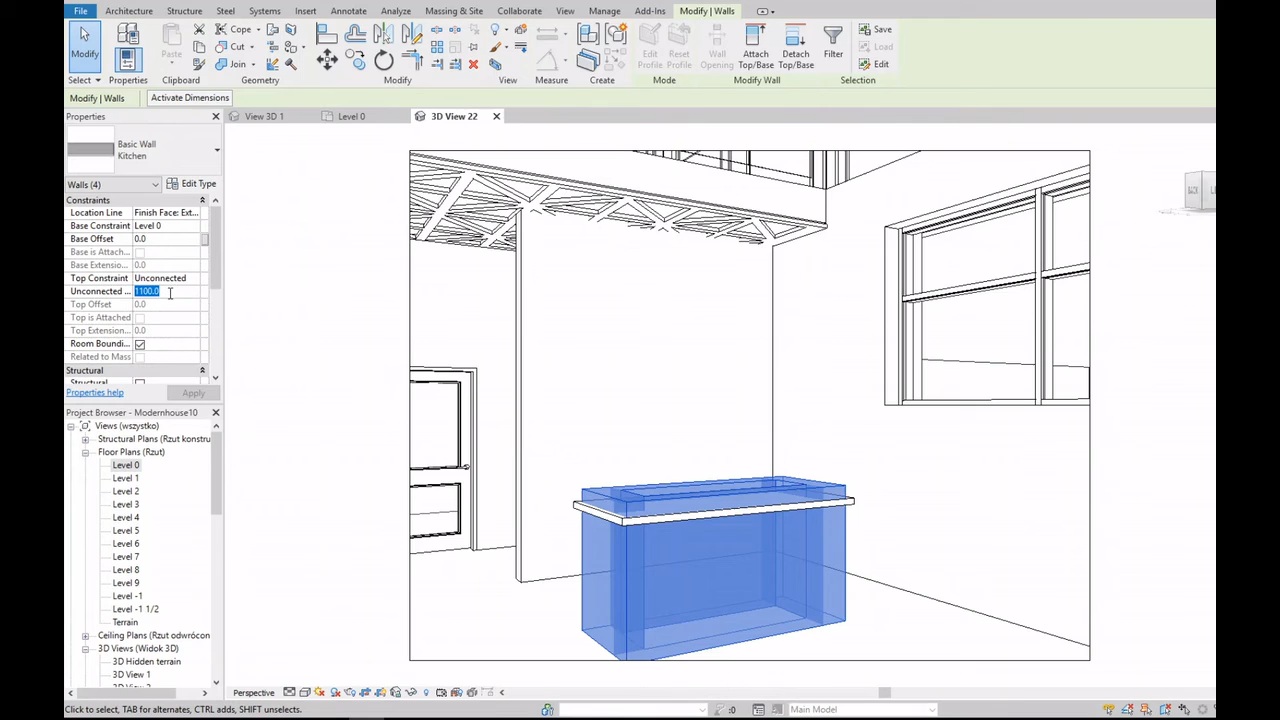 File Architecture Structure Steel Systems Insert Annotate Analyze Massing & Site Collaborate View Manage Add-Ins Modify | Walls
Modify
Properties
Paste
Cope
Cut
Join
Edit Profile
Reset Profile
Wall Opening
Attach Top/Base
Detach Top/Base
Filter
Save
Load
Edit
Select Properties Clipboard Geometry Modify View Measure Create Mode Modify Wall Selection
Modify | Walls Activate Dimensions
Properties
View 3D 1 Level 0 3D View 22
Basic Wall
Kitchen
Walls (4) Edit Type
Constraints
Location Line Finish Face: Ext...
Base Constraint Level 0
Base Offset 0.0
Base is Attach...
Base Extensio... 0.0
Top Constraint Unconnected
Unconnected ... 1100.0
Top Offset 0.0
Top is Attached
Top Extension... 0.0
Room Boundi...
Related to Mass
Structural
Properties help Apply
Project Browser - Modernhouse10
Views (wszystko)
Structural Plans (Rzut konstru
Floor Plans (Rzut)
Level 0
Level 1
Level 2
Level 3
Level 4
Level 5
Level 6
Level 7
Level 8
Level 9
Level -1
Level -1 1/2
Terrain
Ceiling Plans (Rzut odwrócon
3D Views (Widok 3D)
3D Hidden terrain
3D View 1
Perspective
Click to select, TAB for alternates, CTRL adds, SHIFT unselects. :0 Main Model